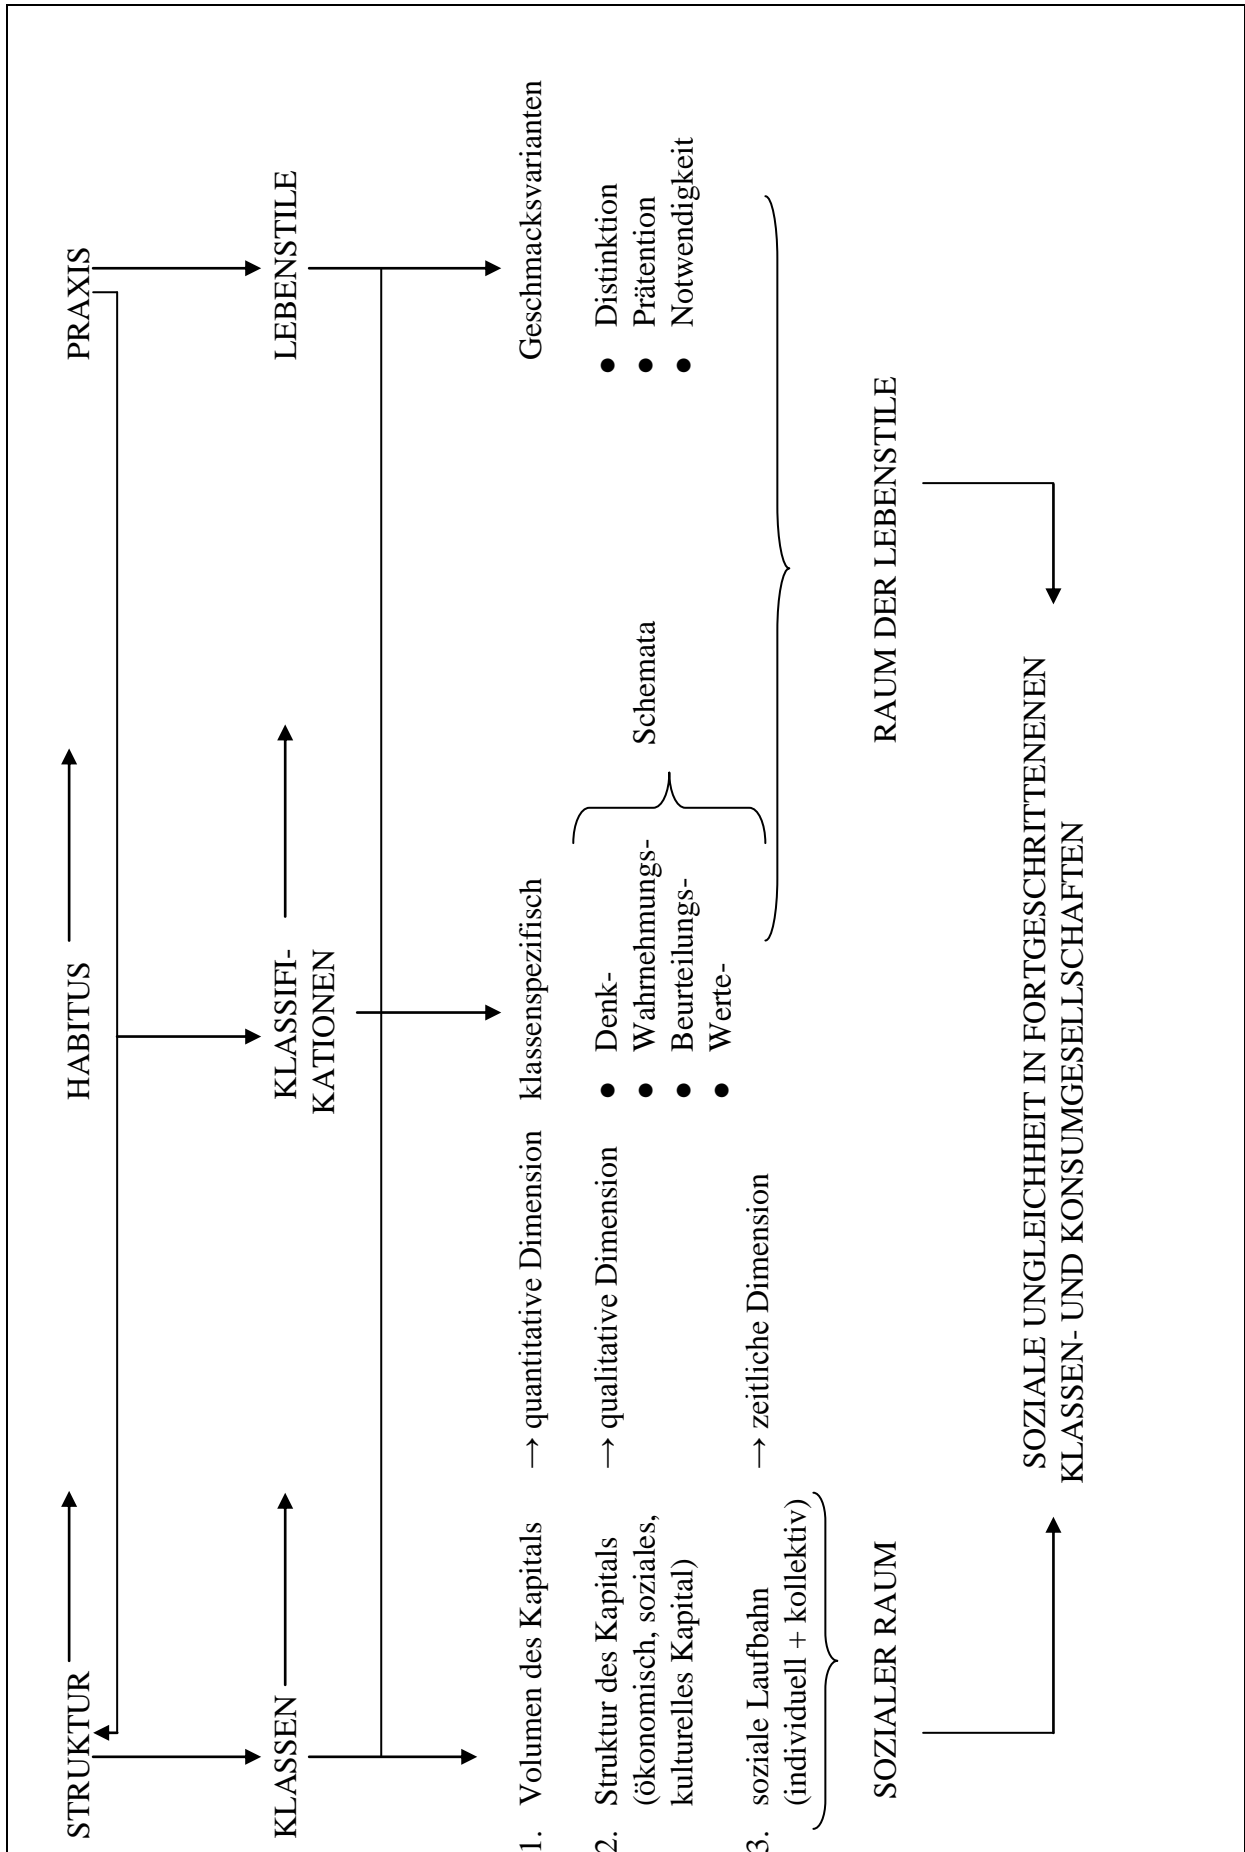 STRUKTUR
HABITUS
PRAXIS
KLASSEN
KLASSIFI-
KATIONEN
LEBENSTILE
1. Volumen des Kapitals → quantitative Dimension
2. Struktur des Kapitals → qualitative Dimension
(ökonomisch, soziales,
kulturelles Kapital)
3. soziale Laufbahn → zeitliche Dimension
(individuell + kollektiv)
klassenspezifisch
● Denk-
● Wahrnehmungs-
● Beurteilungs-
● Werte-
Schemata
Geschmacksvarianten
● Distinktion
● Prätention
● Notwendigkeit
SOZIALER RAUM
RAUM DER LEBENSTILE
SOZIALE UNGLEICHHEIT IN FORTGESCHRITTENENEN
KLASSEN- UND KONSUMGESELLSCHAFTEN